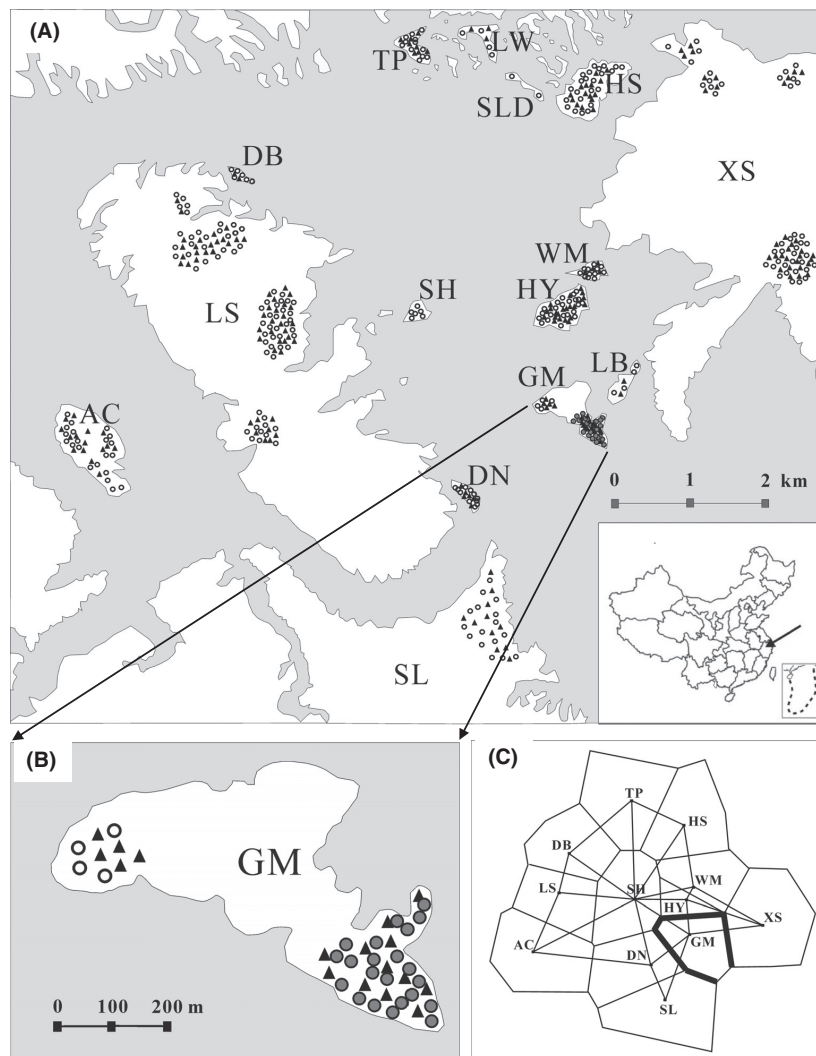 (A)
TP
LW
HS
SLD
XS
DB
WM
SH
HY
LS
LB
GM
AC
DN
0 1 2 km
SL
(B)
GM
0 100 200 m
(C)
TP
HS
DB
WM
LS
SH
HY
XS
GM
AC
DN
SL